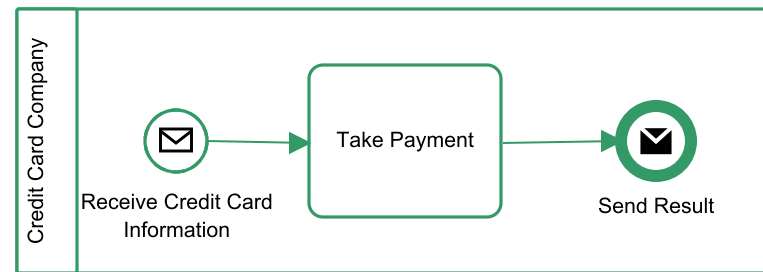 Credit Card Company
Receive Credit Card
Information
Take Payment
Send Result